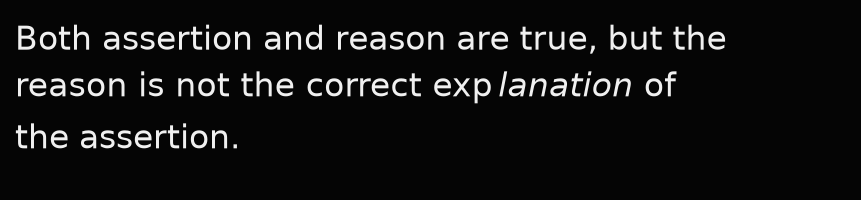 Both assertion and reason are true, but the
reason is not the correct explanation of
the assertion.